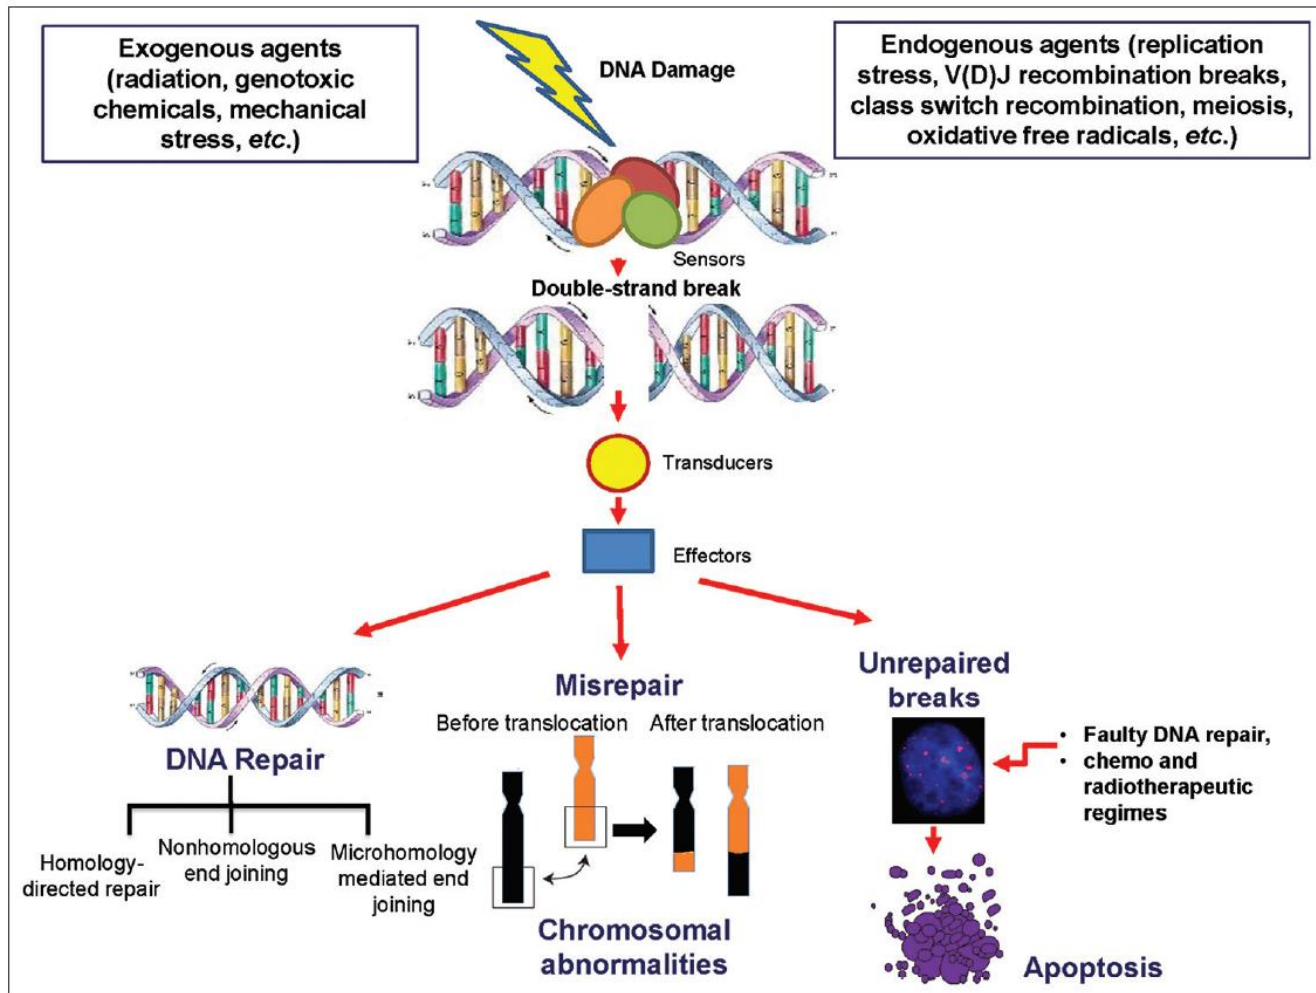 Exogenous agents
(radiation, genotoxic
chemicals, mechanical
stress, etc.)
DNA Damage
Endogenous agents (replication
stress, V(D)J recombination breaks,
class switch recombination, meiosis,
oxidative free radicals, etc.)
Sensors
Double-strand break
Transducers
Effectors
DNA Repair
Homology-
directed repair
Nonhomologous
end joining
Microhomology
mediated end
joining
Misrepair
Before translocation
After translocation
Chromosomal
abnormalities
Unrepaired
breaks
• Faulty DNA repair,
• chemo and
radiotherapeutic
regimes
Apoptosis